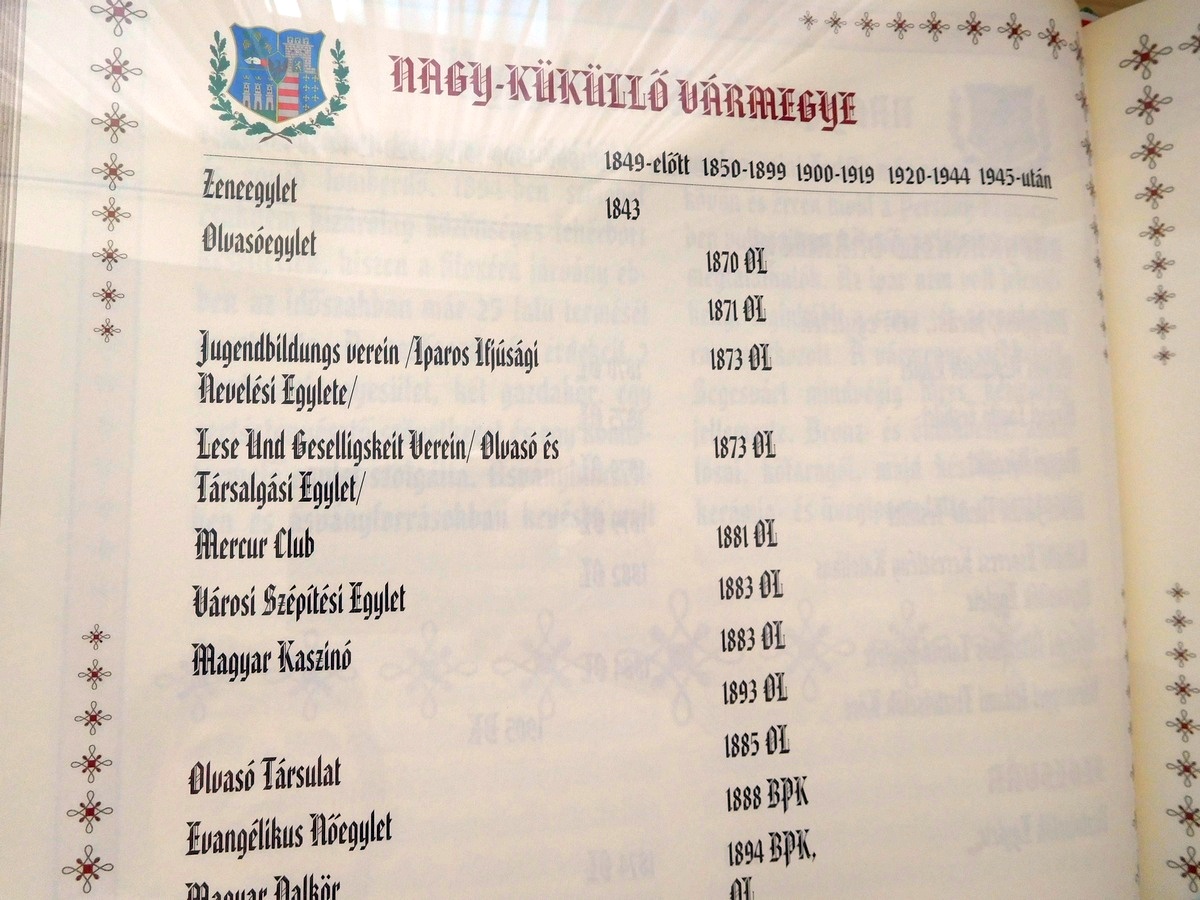 NAGY-KÜKÜLLŐ VÁRMEGYE
1849-előtt 1850-1899 1900-1919 1920-1944 1945-után
Zeneegylet 1843
Olvasóegylet 1870 OL
1871 OL
Jugendbildungs verein /Iparos Ifjúsági 1873 OL
Nevelési Egylete/
Lese Und Geselligskeit Verein/ Olvasó és 1873 OL
Társalgási Egylet/
Mercur Club 1881 OL
Városi Szépítési Egylet 1883 OL
Magyar Kaszinó 1883 OL
1893 OL
1885 OL
Olvasó Társulat 1888 BPK
Evangélikus Nőegylet 1894 BPK,
Magyar Dalkör OL